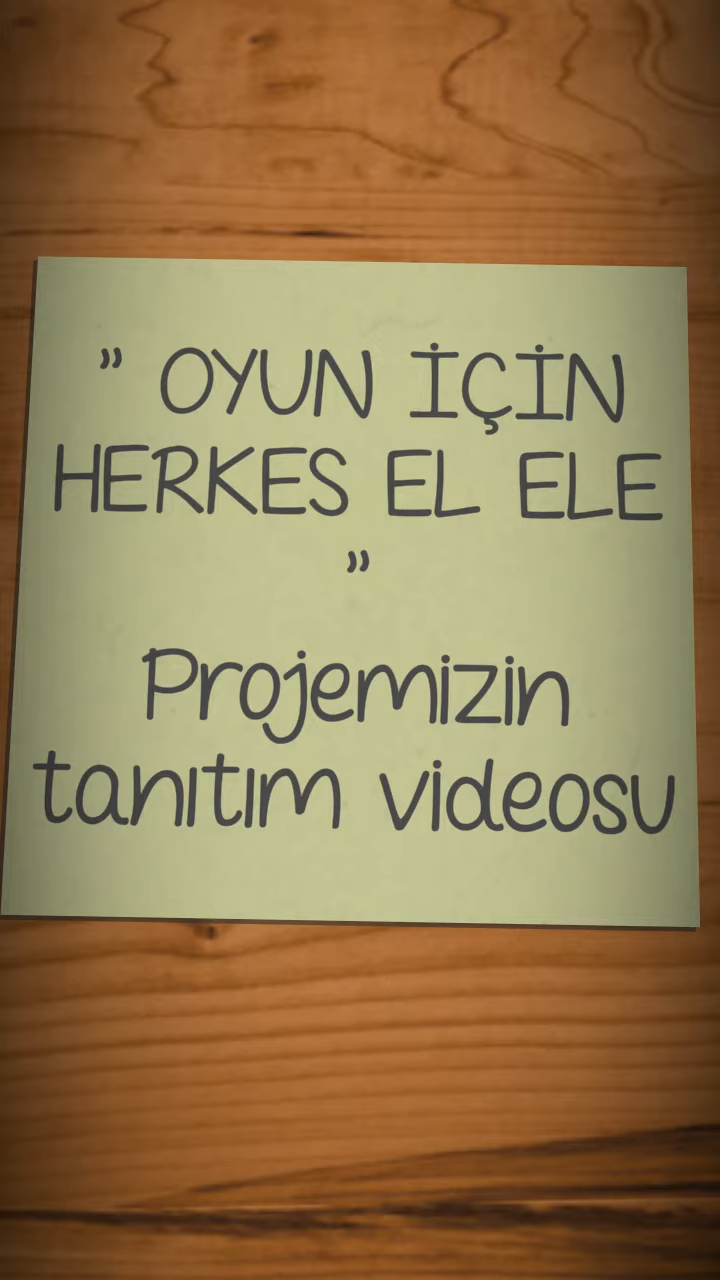 ” OYUN İÇİN
HERKES EL ELE
”
Projemizin
tanıtım videosu